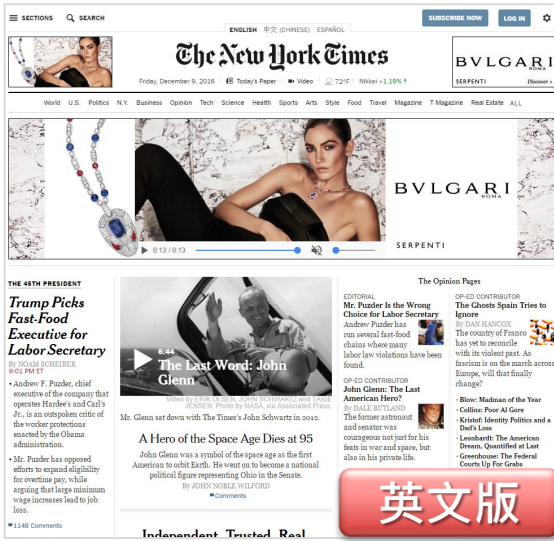 SECTIONS SEARCH
SUBSCRIBE NOW LOG IN
ENGLISH 中文 (CHINESE) ESPAÑOL
The New York Times
Friday, December 9, 2016 Today's Paper Video 72°F Nikkei +1.19% ↑
BVLGARI
ROMA
SERPENTI Discover >
World U.S. Politics N.Y. Business Opinion Tech Science Health Sports Arts Style Food Travel Magazine T Magazine Real Estate ALL
BVLGARI
ROMA
SERPENTI
0:13 / 0:13
THE 45TH PRESIDENT
Trump Picks
Fast-Food
Executive for
Labor Secretary
By NOAM SCHEIBER
9:01 PM ET
• Andrew F. Puzder, chief
executive of the company that
operates Hardee's and Carl's
Jr., is an outspoken critic of
the worker protections
enacted by the Obama
administration.
• Mr. Puzder has opposed
efforts to expand eligibility
for overtime pay, while
arguing that large minimum
wage increases lead to job
loss.
1148 Comments
6:44
The Last Word: John
Glenn
Video by ERIK OLSEN, JOHN SCHWARTZ and TAIGE
JENSEN. Photo by NASA, via Associated Press.
Mr. Glenn sat down with The Times's John Schwartz in 2012.
A Hero of the Space Age Dies at 95
John Glenn was a symbol of the space age as the first
American to orbit Earth. He went on to become a national
political figure representing Ohio in the Senate.
By JOHN NOBLE WILFORD
Comments
Independent. Trusted. Real
The Opinion Pages
EDITORIAL
Mr. Puzder Is the Wrong
Choice for Labor Secretary
Andrew Puzder has
run several fast-food
chains where many
labor law violations have been
found.
OP-ED CONTRIBUTOR
John Glenn: The Last
American Hero?
By DALE BUTLAND
The former astronaut
and senator was
courageous not just for his
feats in war and space, but
also in his private life.
OP-ED CONTRIBUTOR
The Ghosts Spain Tries to
Ignore
By DAN HANCOX
The country of Franco
has yet to reconcile
with its violent past. As
fascism is on the march across
Europe, will that finally
change?
• Blow: Madman of the Year
• Collins: Poor Al Gore
• Kristof: Identity Politics and a
Dad's Loss
• Leonhardt: The American
Dream, Quantified at Last
• Greenhouse: The Federal
Courts Up For Grabs
英文版